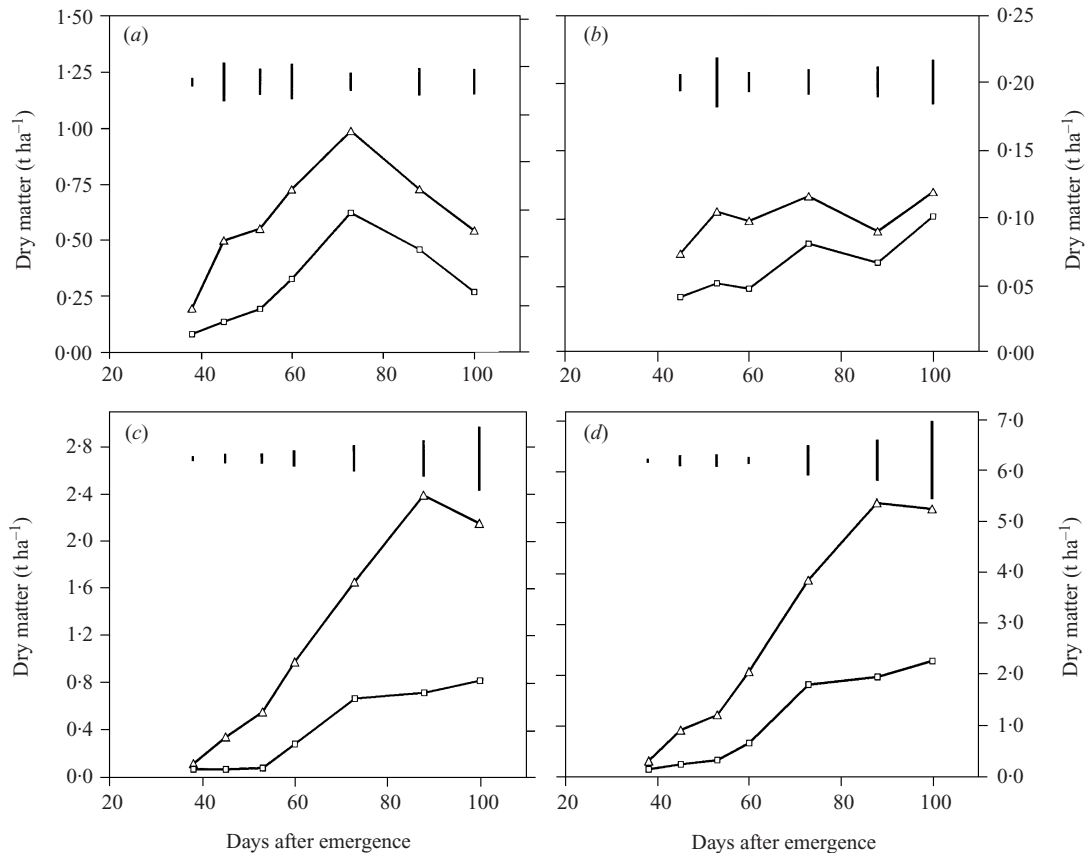 (a)
1·50
1·25
1·00
0·75
0·50
0·25
0·00
Dry matter (t ha⁻¹)
20 40 60 80 100
(b)
0·25
0·20
0·15
0·10
0·05
0·00
Dry matter (t ha⁻¹)
20 40 60 80 100
(c)
2·8
2·4
2·0
1·6
1·2
0·8
0·4
0·0
Dry matter (t ha⁻¹)
20 40 60 80 100
Days after emergence
(d)
7·0
6·0
5·0
4·0
3·0
2·0
1·0
0·0
Dry matter (t ha⁻¹)
20 40 60 80 100
Days after emergence